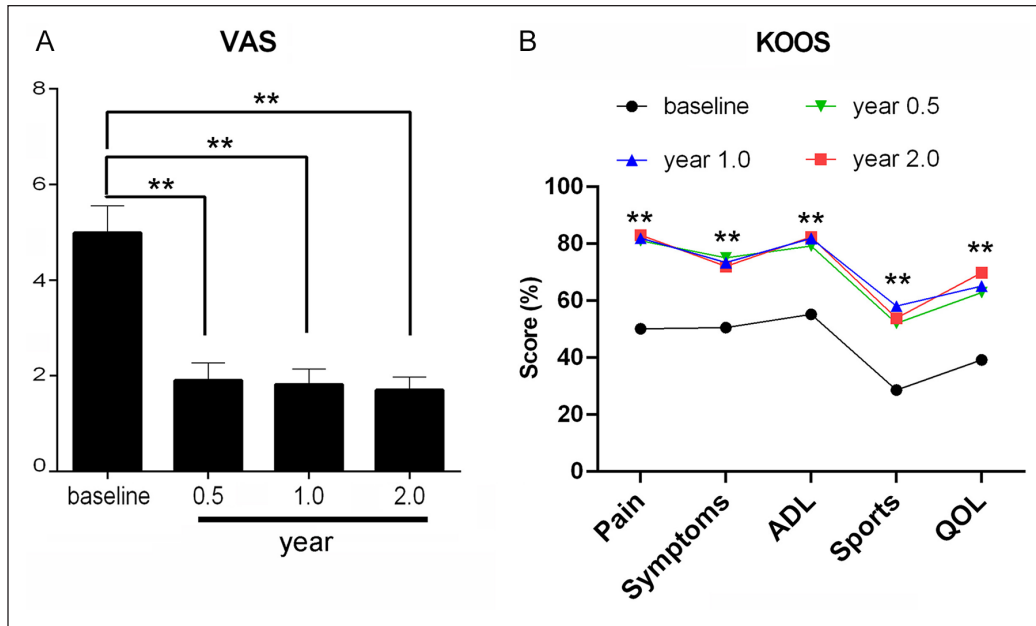 A
VAS
8
6
4
2
0
**
**
**
baseline
0.5
1.0
2.0
year
B
KOOS
baseline
year 0.5
year 1.0
year 2.0
Score (%)
100
80
60
40
20
0
**
**
**
**
**
Pain
Symptoms
ADL
Sports
QOL